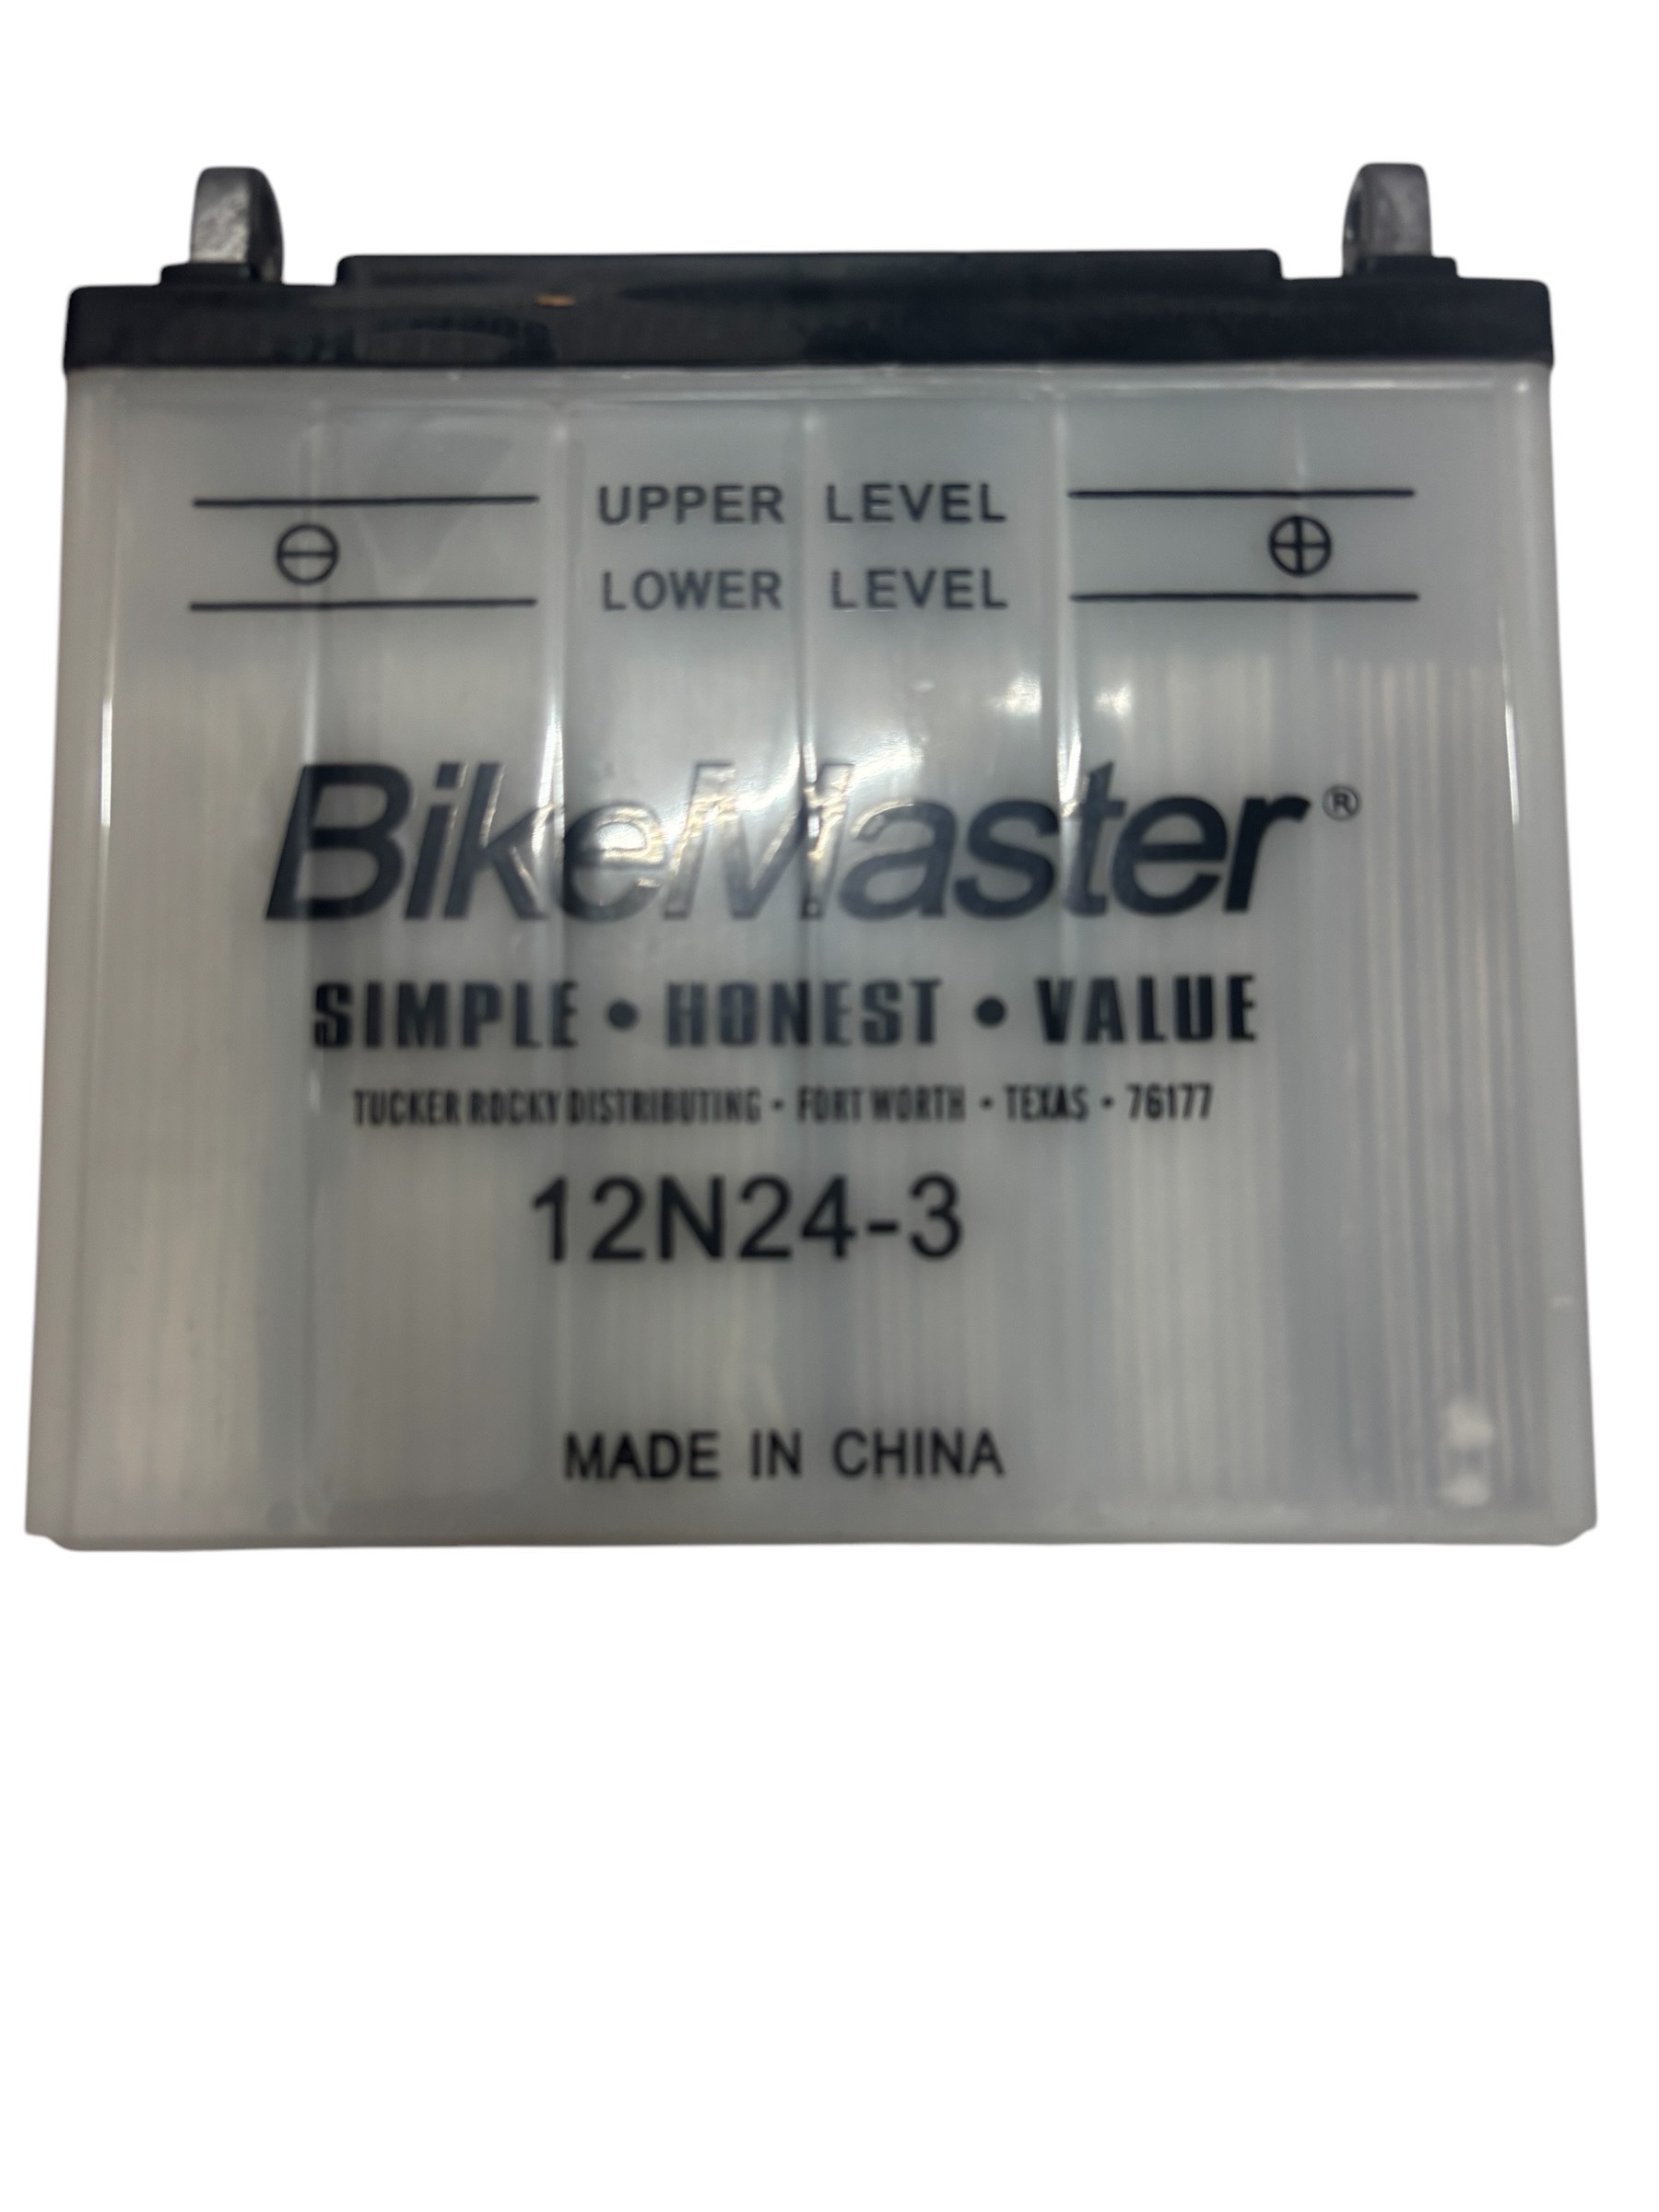 UPPER LEVEL
LOWER LEVEL
BikeMaster®
SIMPLE • HONEST • VALUE
TUCKER ROCKY DISTRIBUTING • FORT WORTH • TEXAS • 76177
12N24-3
MADE IN CHINA